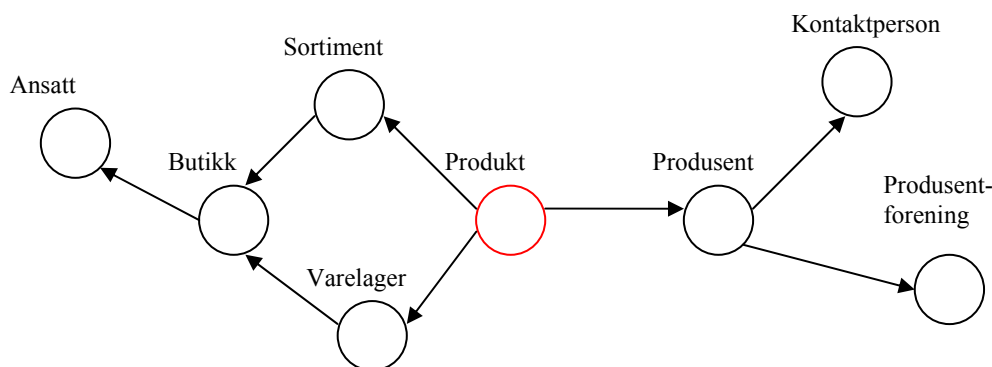 Kontaktperson
Sortiment
Ansatt
Butikk
Produkt
Produsent
Produsent-
forening
Varelager